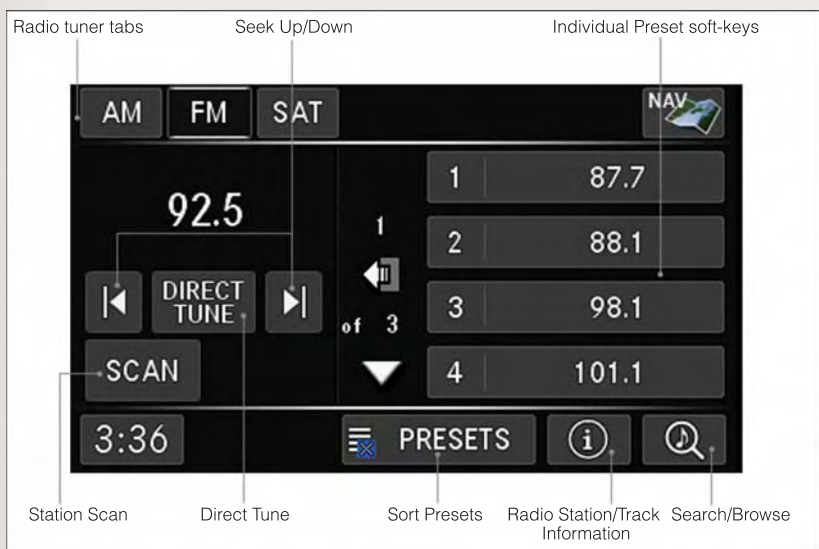 Radio tuner tabs
Seek Up/Down
Individual Preset soft-keys
AM
FM
SAT
NAV
92.5
DIRECT
TUNE
SCAN
1
of 3
1 87.7
2 88.1
3 98.1
4 101.1
3:36
PRESETS
i
Station Scan
Direct Tune
Sort Presets
Radio Station/Track
Information
Search/Browse